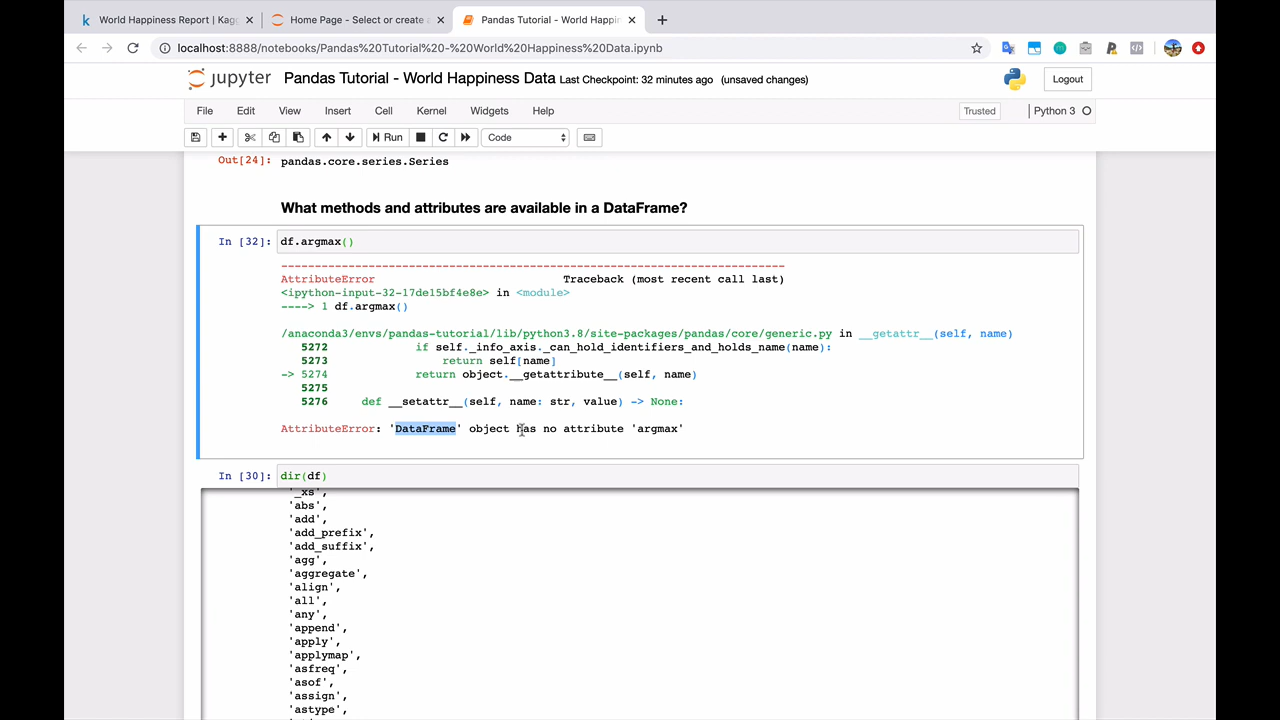 World Happiness Report | Kagg
Home Page - Select or create a
Pandas Tutorial - World Happin
localhost:8888/notebooks/Pandas%20Tutorial%20-%20World%20Happiness%20Data.ipynb
jupyter Pandas Tutorial - World Happiness Data Last Checkpoint: 32 minutes ago (unsaved changes)
Logout
File Edit View Insert Cell Kernel Widgets Help
Trusted
Python 3
Run
Code
Out[24]: pandas.core.series.Series
What methods and attributes are available in a DataFrame?
In [32]: df.argmax()
---------------------------------------------------------------------------
AttributeError Traceback (most recent call last)
<ipython-input-32-17de15bf4e8e> in <module>
----> 1 df.argmax()
/anaconda3/envs/pandas-tutorial/lib/python3.8/site-packages/pandas/core/generic.py in __getattr__(self, name)
5272 if self._info_axis._can_hold_identifiers_and_holds_name(name):
5273 return self[name]
-> 5274 return object.__getattribute__(self, name)
5275
5276 def __setattr__(self, name: str, value) -> None:
AttributeError: 'DataFrame' object has no attribute 'argmax'
In [30]: dir(df)
'_xs',
'abs',
'add',
'add_prefix',
'add_suffix',
'agg',
'aggregate',
'align',
'all',
'any',
'append',
'apply',
'applymap',
'asfreq',
'asof',
'assign',
'astype',